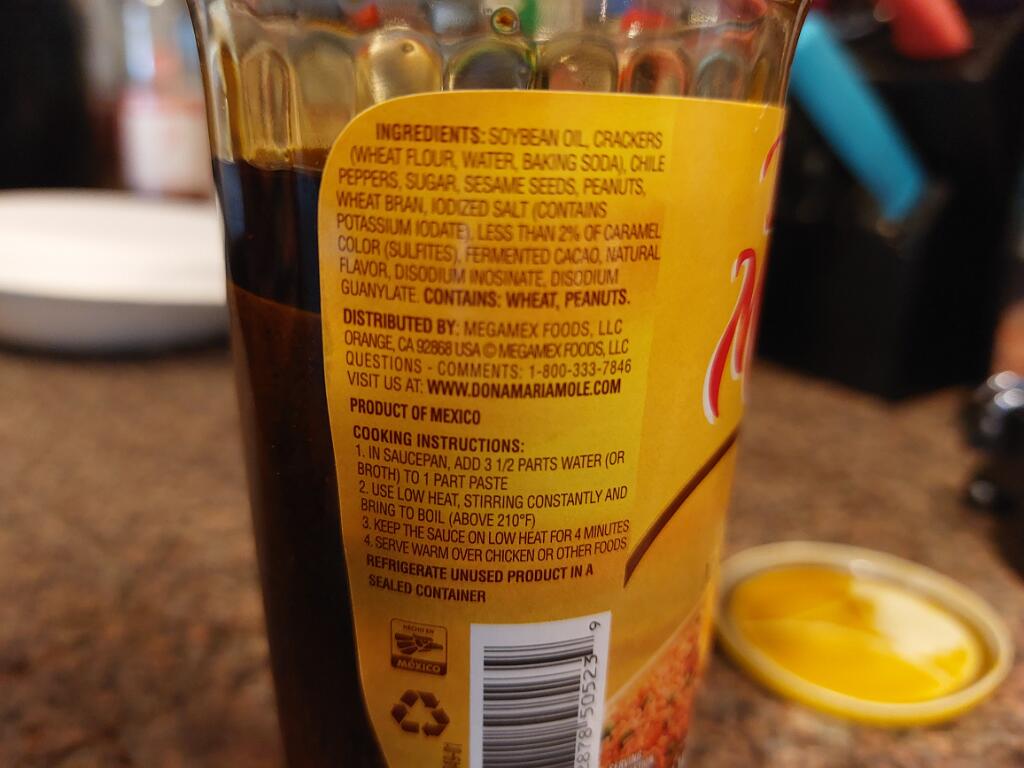 INGREDIENTS: SOYBEAN OIL, CRACKERS
(WHEAT FLOUR, WATER, BAKING SODA), CHILE
PEPPERS, SUGAR, SESAME SEEDS, PEANUTS,
WHEAT BRAN, IODIZED SALT (CONTAINS
POTASSIUM IODATE), LESS THAN 2% OF CARAMEL
COLOR (SULFITES), FERMENTED CACAO, NATURAL
FLAVOR, DISODIUM INOSINATE, DISODIUM
GUANYLATE. CONTAINS: WHEAT, PEANUTS.
DISTRIBUTED BY: MEGAMEX FOODS, LLC
ORANGE, CA 92868 USA © MEGAMEX FOODS, LLC
QUESTIONS - COMMENTS: 1-800-333-7846
VISIT US AT: WWW.DONAMARIAMOLE.COM
PRODUCT OF MEXICO
COOKING INSTRUCTIONS:
1. IN SAUCEPAN, ADD 3 1/2 PARTS WATER (OR
BROTH) TO 1 PART PASTE
2. USE LOW HEAT, STIRRING CONSTANTLY AND
BRING TO BOIL (ABOVE 210°F)
3. KEEP THE SAUCE ON LOW HEAT FOR 4 MINUTES
4. SERVE WARM OVER CHICKEN OR OTHER FOODS
REFRIGERATE UNUSED PRODUCT IN A
SEALED CONTAINER
HECHO EN
MÉXICO
2878 50523 9
SERVING